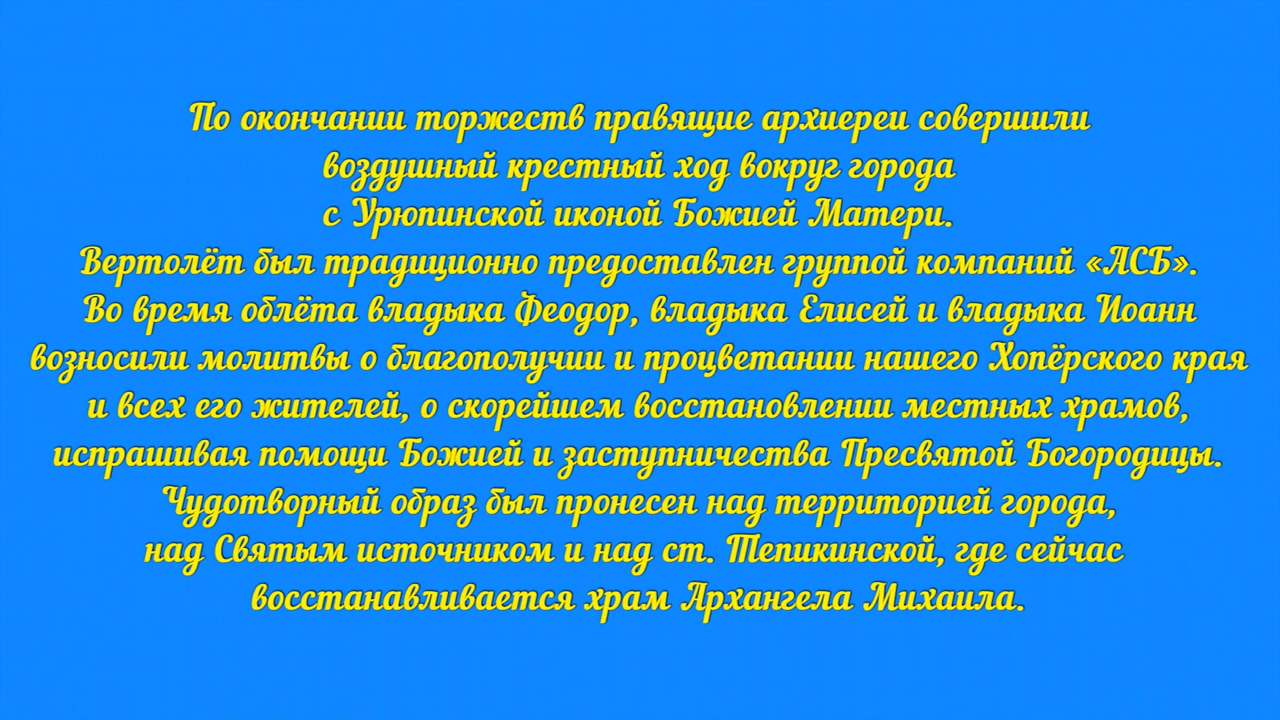 По окончании торжеств правящие архиереи совершили
воздушный крестный ход вокруг города
с Урюпинской иконой Божией Матери.
Вертолёт был традиционно предоставлен группой компаний «АСБ».
Во время облёта владыка Феодор, владыка Елисей и владыка Иоанн
возносили молитвы о благополучии и процветании нашего Хопёрского края
и всех его жителей, о скорейшем восстановлении местных храмов,
испрашивая помощи Божией и заступничества Пресвятой Богородицы.
Чудотворный образ был пронесен над территорией города,
над Святым источником и над ст. Тепикинской, где сейчас
восстанавливается храм Архангела Михаила.